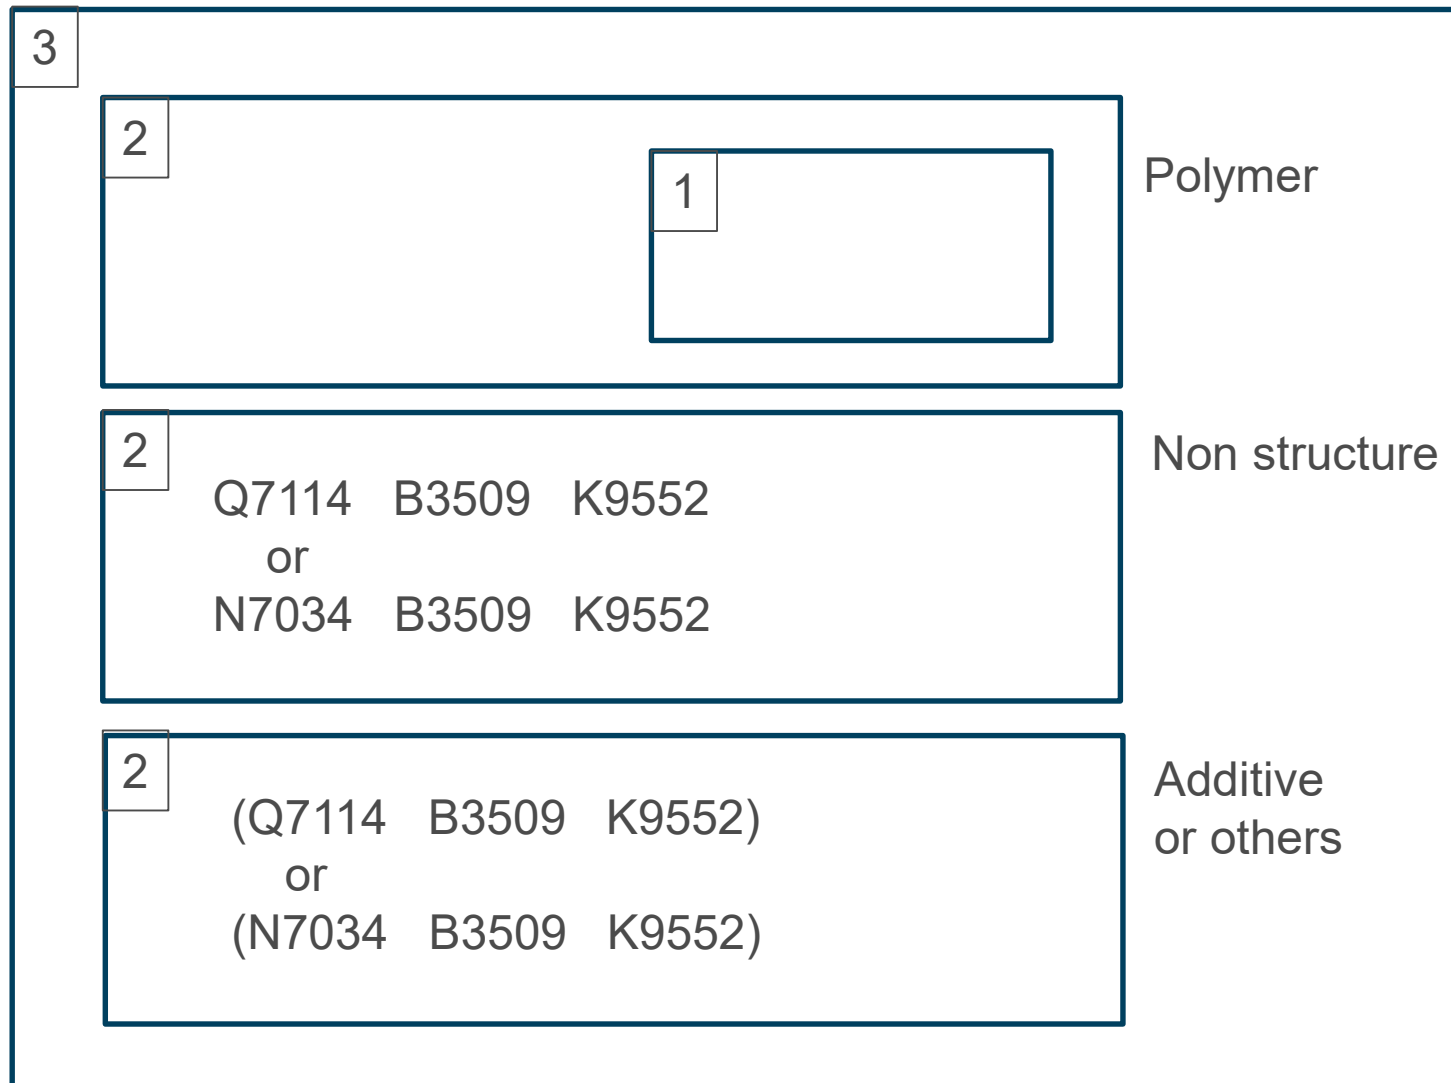 3
2
1
Polymer
2
Non structure
Q7114 B3509 K9552
or
N7034 B3509 K9552
2
Additive
or others
(Q7114 B3509 K9552)
or
(N7034 B3509 K9552)